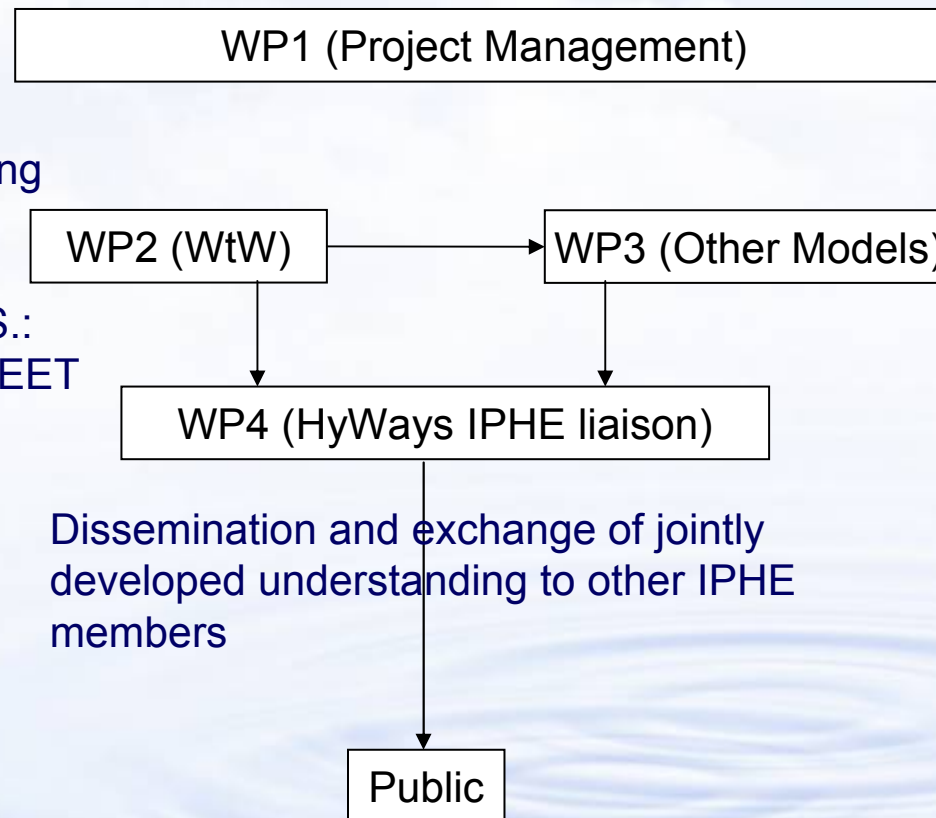 WP1 (Project Management)
ng
WP2 (WtW)
WP3 (Other Models)
S.:
EET
WP4 (HyWays IPHE liaison)
Dissemination and exchange of jointly
developed understanding to other IPHE
members
Public